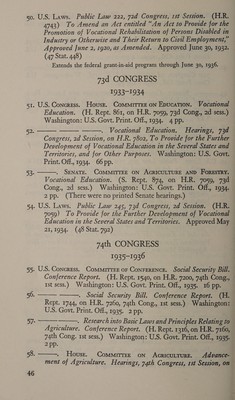 50. U.S. Laws. Public Law 222, 72d Congress, 1st Session. (H.R.
4743) To Amend an Act entitled "An Act to Provide for the
Promotion of Vocational Rehabilitation of Persons Disabled in
Industry or Otherwise and Their Return to Civil Employment,"
Approved June 2, 1920, as Amended. Approved June 30, 1932.
(47 Stat. 448)
Extends the federal grant-in-aid program through June 30, 1936.
73d CONGRESS
1933-1934
51. U.S. Congress. House. Committee on Education. Vocational
Education. (H. Rept. 861, on H.R. 7059, 73d Cong., 2d sess.)
Washington: U.S. Govt. Print. Off., 1934. 4 pp.
52. ———. Vocational Education. Hearings, 73d
Congress, 2d Session, on H.R. 7802, To Provide for the Further
Development of Vocational Education in the Several States and
Territories, and for Other Purposes. Washington: U.S. Govt.
Print. Off., 1934. 66 pp.
53. ———. Senate. Committee on Agriculture and Forestry.
Vocational Education. (S. Rept. 874, on H.R. 7059, 73d
Cong., 2d sess.) Washington: U.S. Govt. Print. Off., 1934.
2 pp. (There were no printed Senate hearings.)
54. U.S. Laws. Public Law 245, 73d Congress, 2d Session. (H.R.
7059) To Provide for the Further Development of Vocational
Education in the Several States and Territories. Approved May
21, 1934. (48 Stat. 792)
74th CONGRESS
1935-1936
55. U.S. Congress. Committee of Conference. Social Security Bill.
Conference Report. (H. Rept. 1540, on H.R. 7260, 74th Cong.,
1st sess.) Washington: U.S. Govt. Print. Off., 1935. 16 pp.
56. ———. Social Security Bill. Conference Report. (H.
Rept. 1744, on H.R. 7260, 74th Cong., 1st sess.) Washington:
U.S. Govt. Print. Off., 1935. 2 pp.
57. ———. Research into Basic Laws and Principles Relating to
Agriculture. Conference Report. (H. Rept. 1316, on H.R. 7160,
74th Cong. 1st sess.) Washington: U.S. Govt. Print. Off., 1935.
2 pp.
58. ———. House. Committee on Agriculture. Advance-
ment of Agriculture. Hearings, 74th Congress, 1st Session, on
46